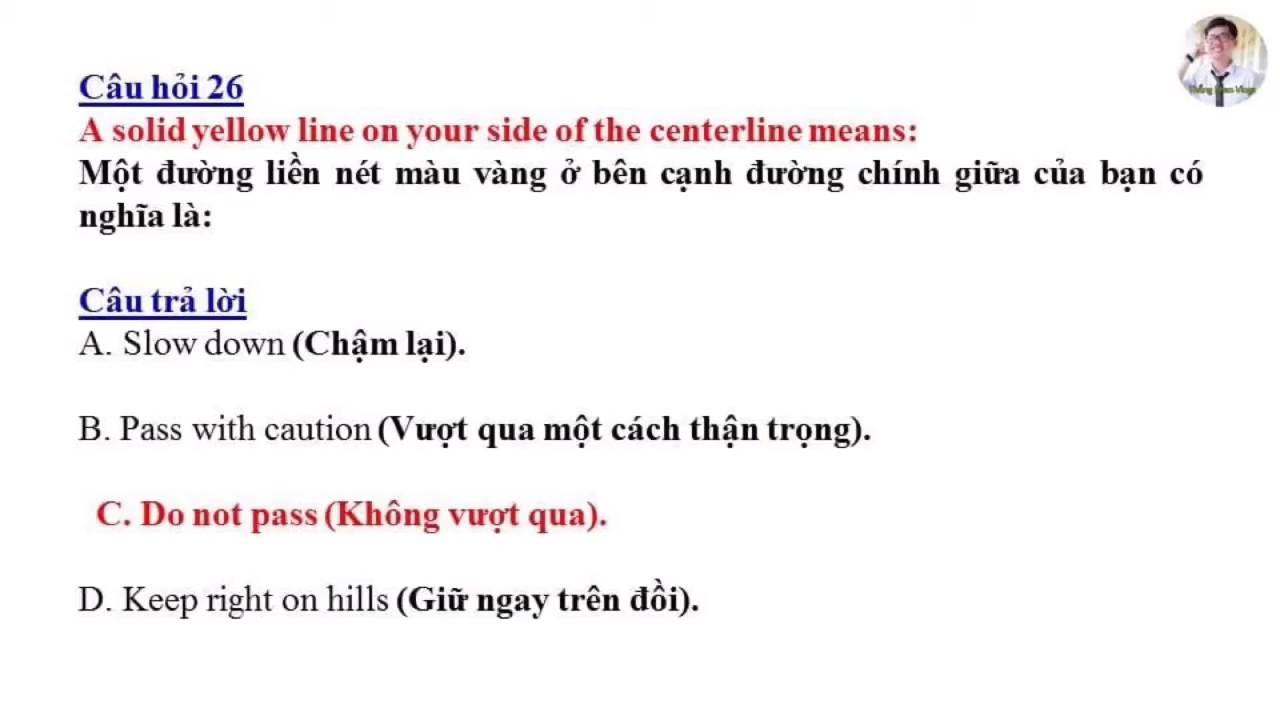 Câu hỏi 26
A solid yellow line on your side of the centerline means:
Một đường liền nét màu vàng ở bên cạnh đường chính giữa của bạn có
nghĩa là:
Câu trả lời
A. Slow down (Chậm lại).
B. Pass with caution (Vượt qua một cách thận trọng).
C. Do not pass (Không vượt qua).
D. Keep right on hills (Giữ ngay trên đồi).